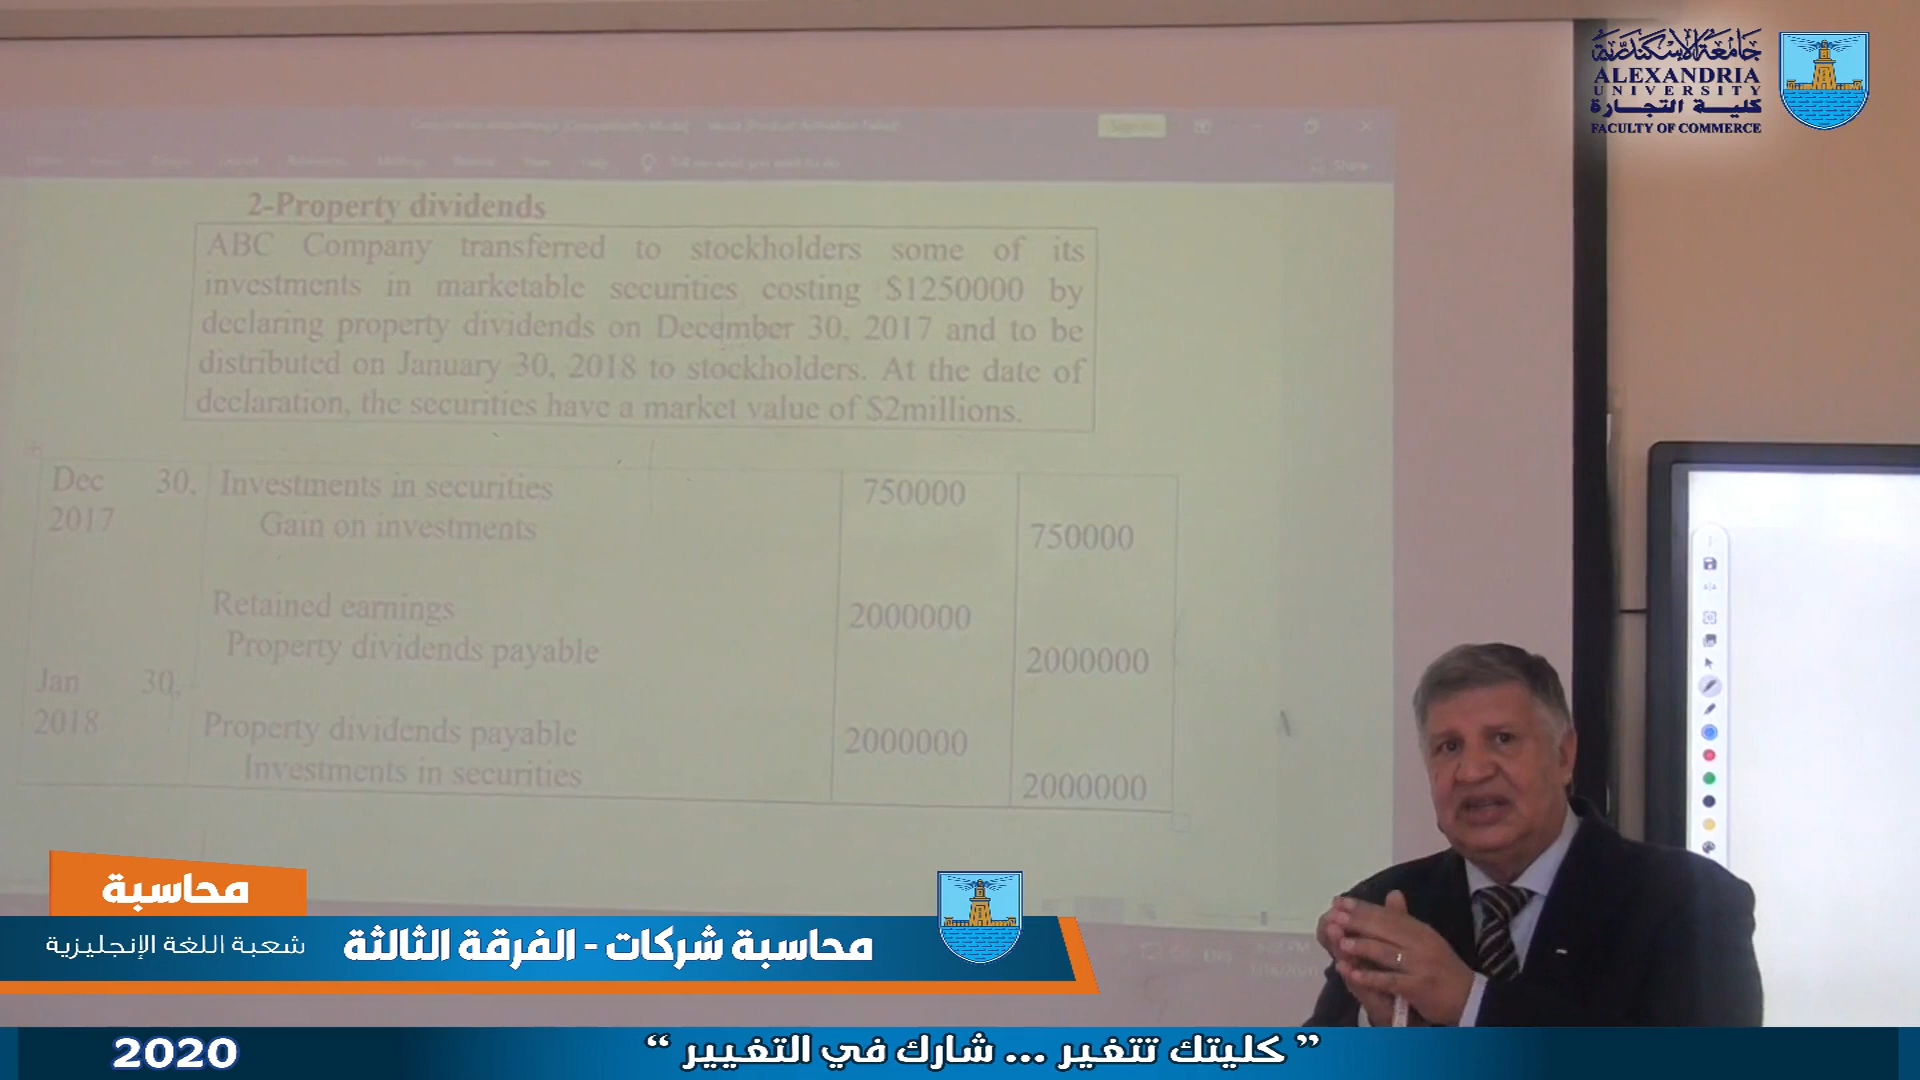 جامعة الإسكندرية
ALEXANDRIA
UNIVERSITY
كلية التجارة
FACULTY OF COMMERCE
Share
2-Property dividends
ABC Company transferred to stockholders some of its
investments in marketable securities costing $1250000 by
declaring property dividends on December 30, 2017 and to be
distributed on January 30, 2018 to stockholders. At the date of
declaration, the securities have a market value of $2millions.
Dec 30, Investments in securities 750000
2017 Gain on investments 750000
Retained earnings 2000000
Property dividends payable 2000000
Jan 30,
2018 Property dividends payable 2000000
Investments in securities 2000000
محاسبة
محاسبة شركات - الفرقة الثالثة
شعبة اللغة الإنجليزية
ENG
2020
” كليتك تتغير ... شارك في التغيير “